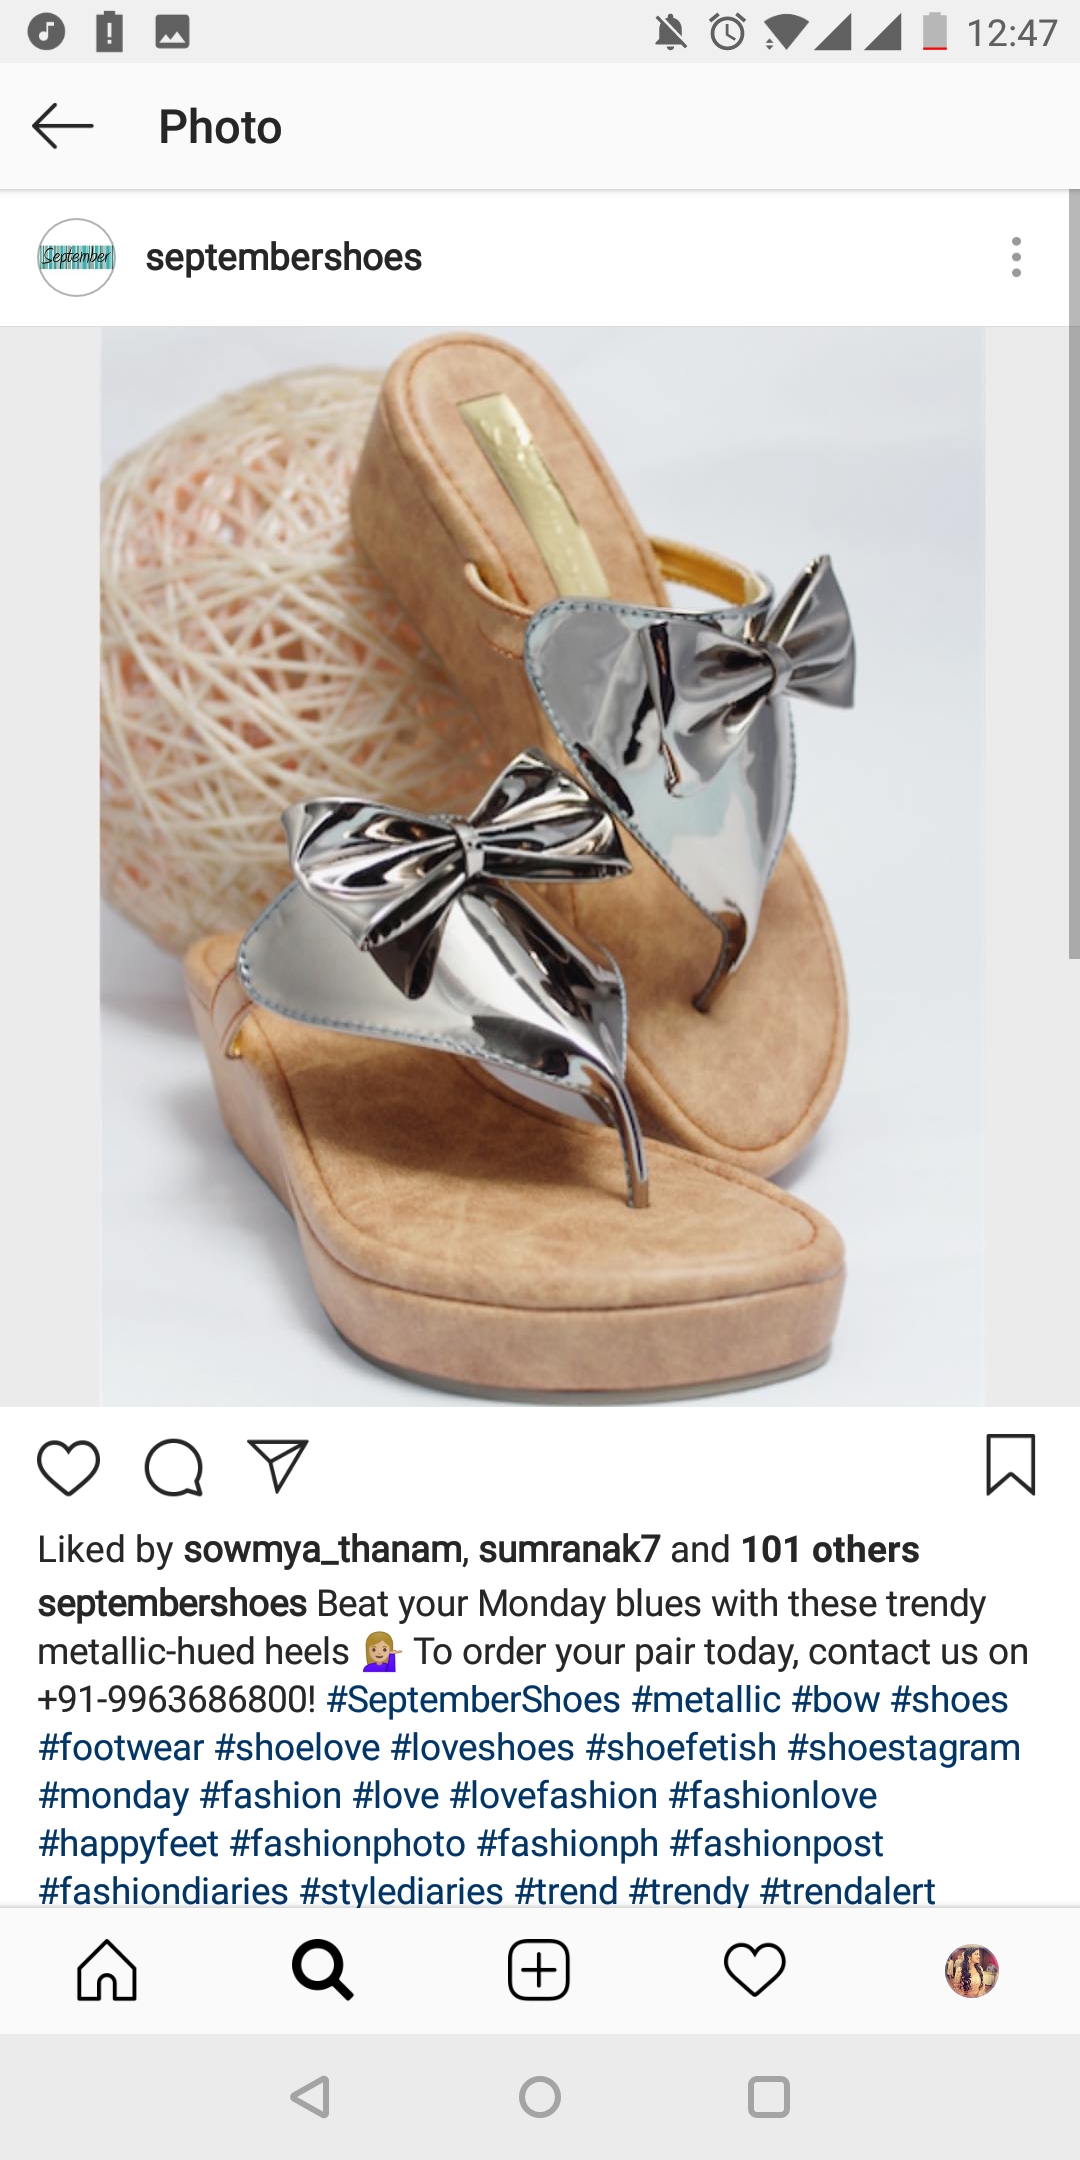 12:47
Photo
September
septembershoes
Liked by sowmya_thanam, sumranak7 and 101 others
septembershoes Beat your Monday blues with these trendy
metallic-hued heels 💁🏼 To order your pair today, contact us on
+91-9963686800! #SeptemberShoes #metallic #bow #shoes
#footwear #shoelove #loveshoes #shoefetish #shoestagram
#monday #fashion #love #lovefashion #fashionlove
#happyfeet #fashionphoto #fashionph #fashionpost
#fashiondiaries #stylediaries #trend #trendy #trendalert